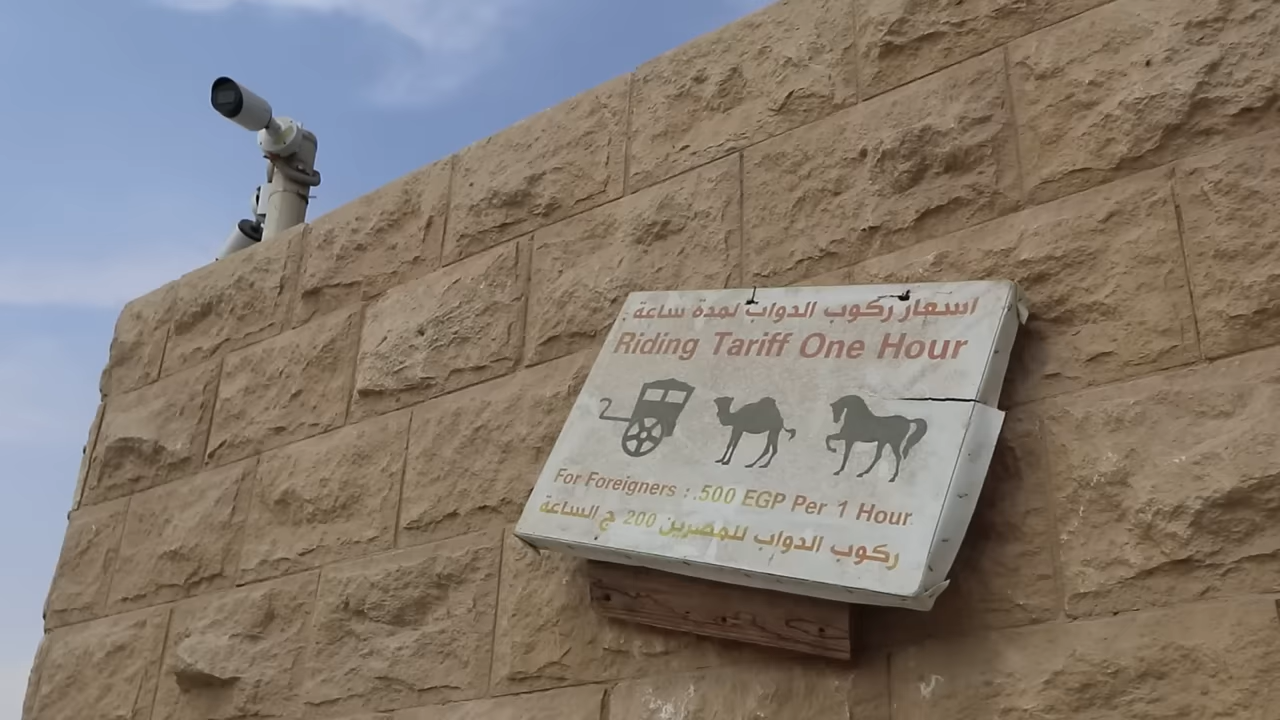 اسعار ركوب الدواب لمدة ساعة :
Riding Tariff One Hour
For Foreigners : .500 EGP Per 1 Hour.
ركوب الدواب للمصرين 200 ج الساعة